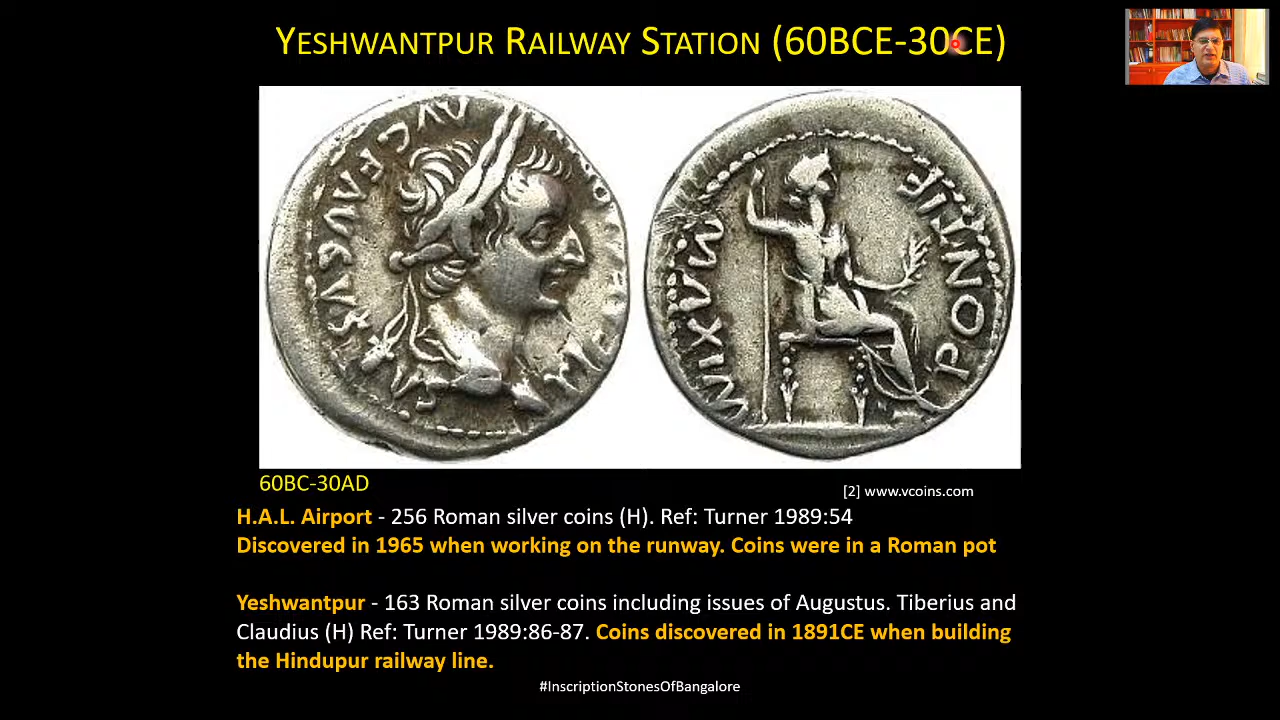 YESHWANTPUR RAILWAY STATION (60BCE-30CE)
AVGVSTVS
MAXIM
PONTIF
60BC-30AD
[2] www.vcoins.com
H.A.L. Airport - 256 Roman silver coins (H). Ref: Turner 1989:54
Discovered in 1965 when working on the runway. Coins were in a Roman pot
Yeshwantpur - 163 Roman silver coins including issues of Augustus. Tiberius and
Claudius (H) Ref: Turner 1989:86-87. Coins discovered in 1891CE when building
the Hindupur railway line.
#InscriptionStonesOfBangalore